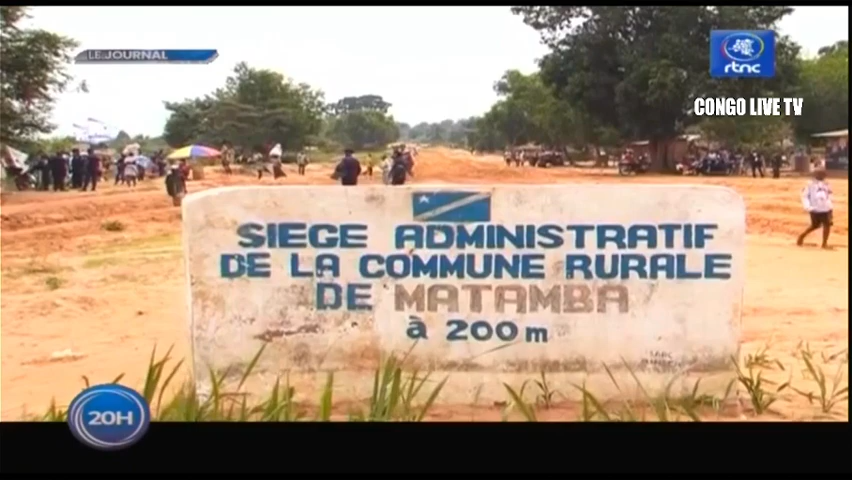 LE JOURNAL
rtnc
CONGO LIVE TV
SIEGE ADMINISTRATIF
DE LA COMMUNE RURALE
DE MATAMBA
à 200 m
20H